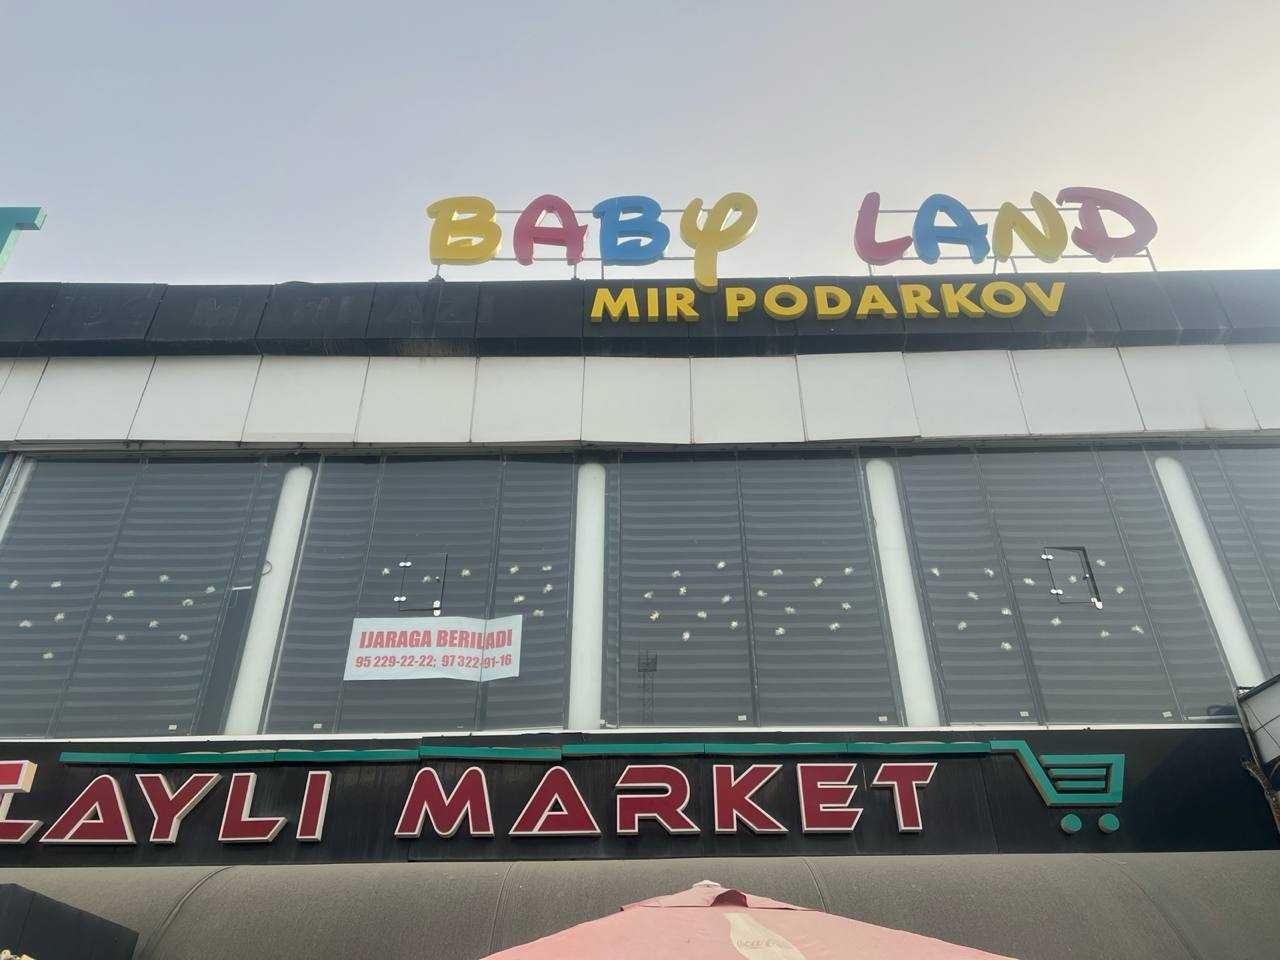 BABY LAND
MIR PODARKOV
IJARAGA BERILADI
95 229-22-22; 97 322-91-16
AYLI MARKET